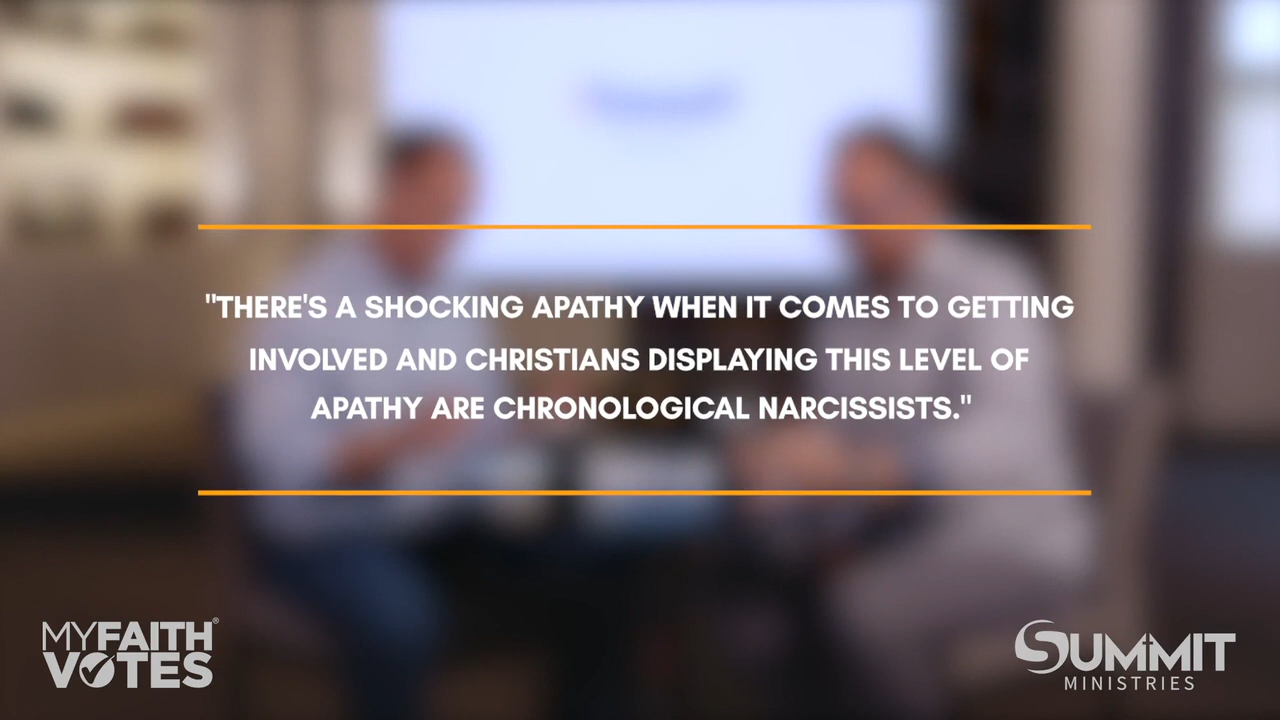 "THERE'S A SHOCKING APATHY WHEN IT COMES TO GETTING
INVOLVED AND CHRISTIANS DISPLAYING THIS LEVEL OF
APATHY ARE CHRONOLOGICAL NARCISSISTS."
MYFAITH®
VOTES
SUMMIT
MINISTRIES